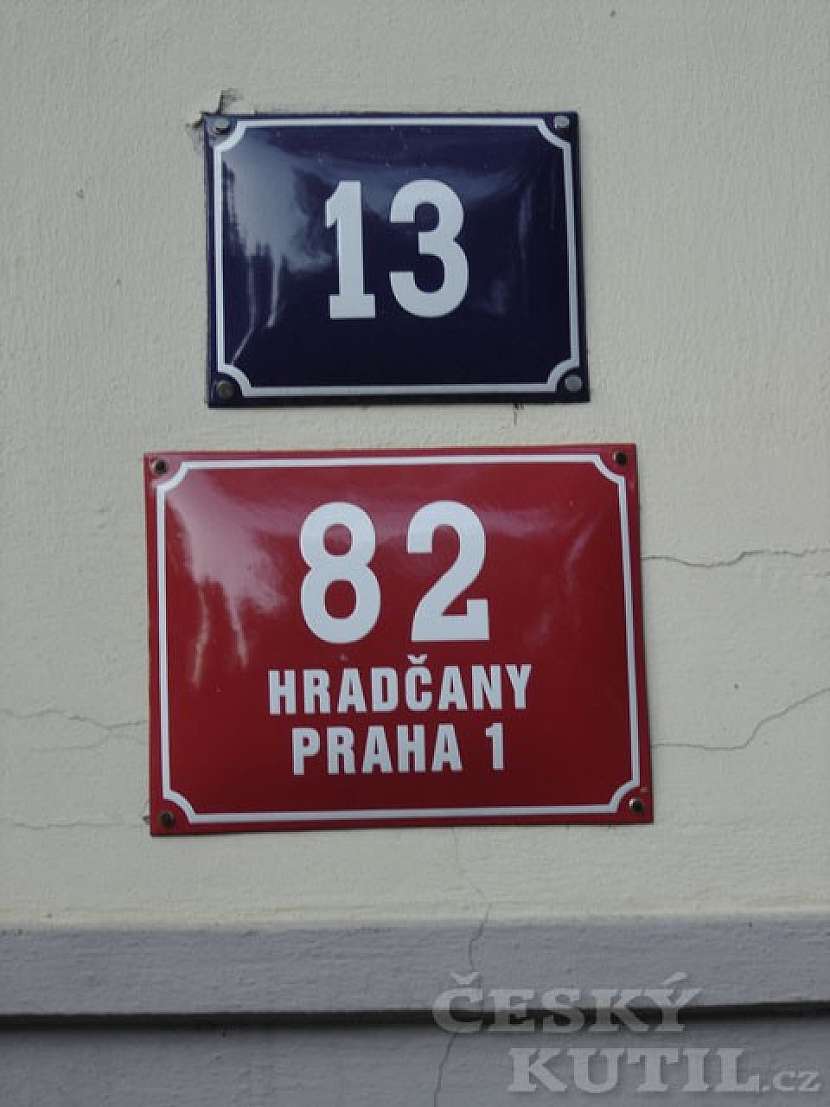 13
82
HRADČANY
PRAHA 1
ČESKÝ
KUTIL.cz